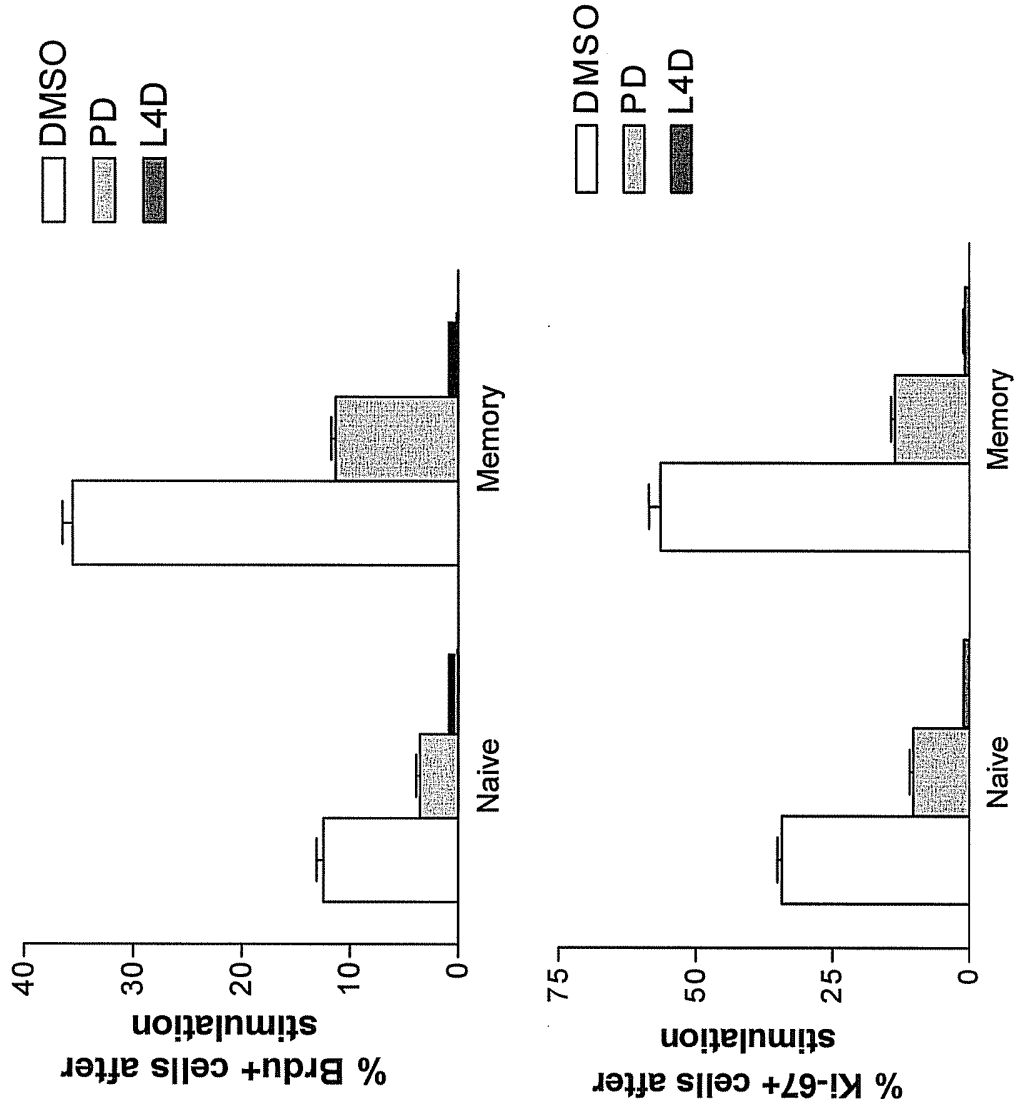 % Brdu+ cells after
stimulation
40
30
20
10
0
Naive
Memory
DMSO
PD
L4D
% Ki-67+ cells after
stimulation
75
50
25
0
Naive
Memory
DMSO
PD
L4D